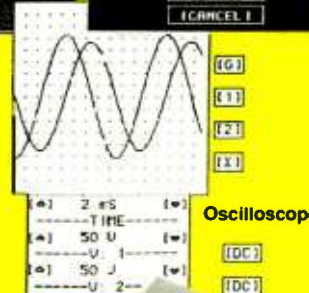 [CANCEL]
[G]
[1]
[2]
[X]
[▲] 2 mS [▼]
------TIME------
[▲] 50 U [▼]
------V. 1------
[▲] 50 J [▼]
------V. 2--
Oscilloscop
[DC]
[DC]